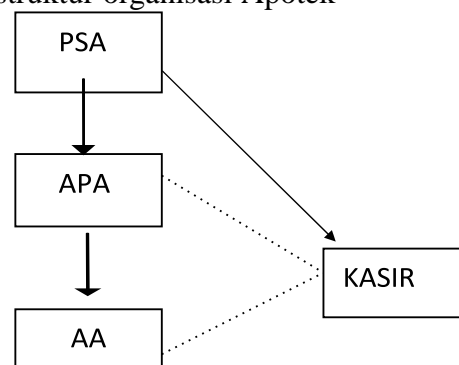 struktur organisasi Apotek
PSA
APA
KASIR
AA